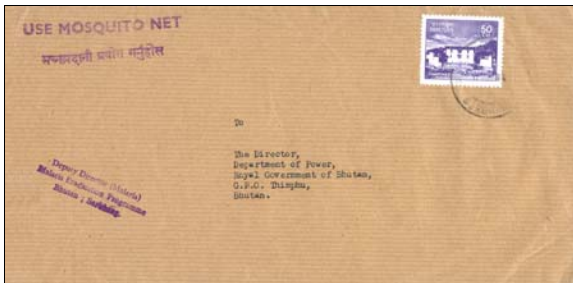 USE MOSQUITO NET
मच्छरदानी प्रयोग गर्नुहोस
50
To
The Director,
Department of Power,
Royal Government of Bhutan,
G.P.O. Thimphu,
Bhutan.
Deputy Director (Malaria)
Malaria Eradication Programme
Bhutan ; Sarbhang.